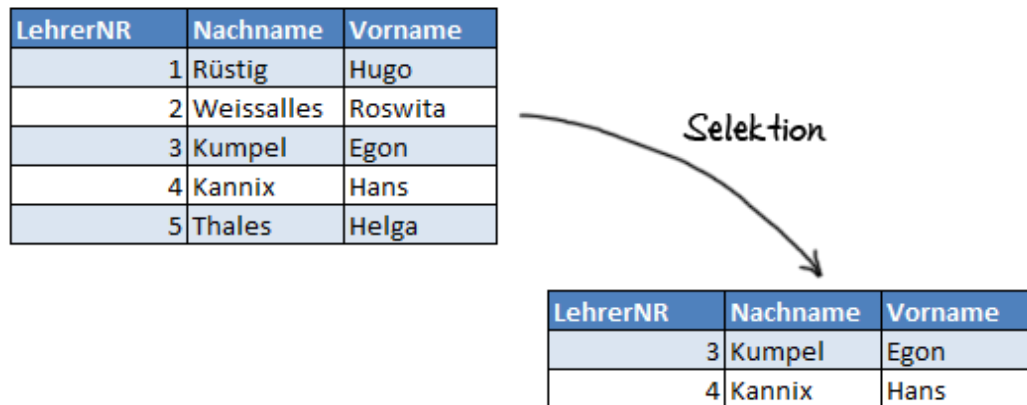 LehrerNR Nachname Vorname
1 Rüstig Hugo
2 Weissalles Roswita
3 Kumpel Egon
4 Kannix Hans
5 Thales Helga
Selektion
LehrerNR Nachname Vorname
3 Kumpel Egon
4 Kannix Hans